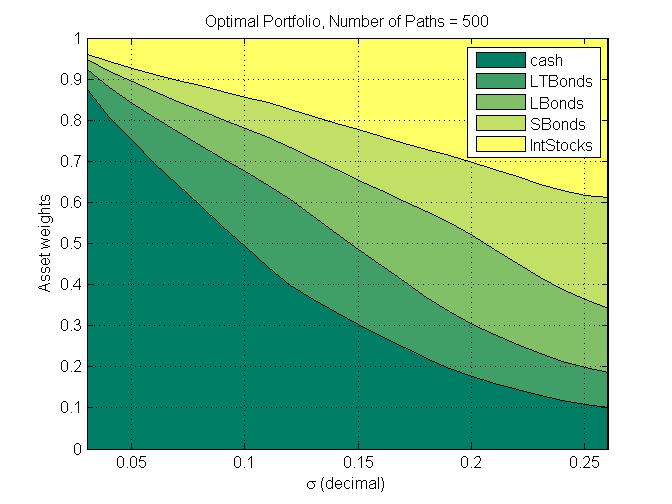 Optimal Portfolio, Number of Paths = 500
1
0.9
0.8
0.7
0.6
0.5
0.4
0.3
0.2
0.1
0
Asset weights
cash
LTBonds
LBonds
SBonds
IntStocks
0.05
0.1
0.15
0.2
0.25
σ (decimal)